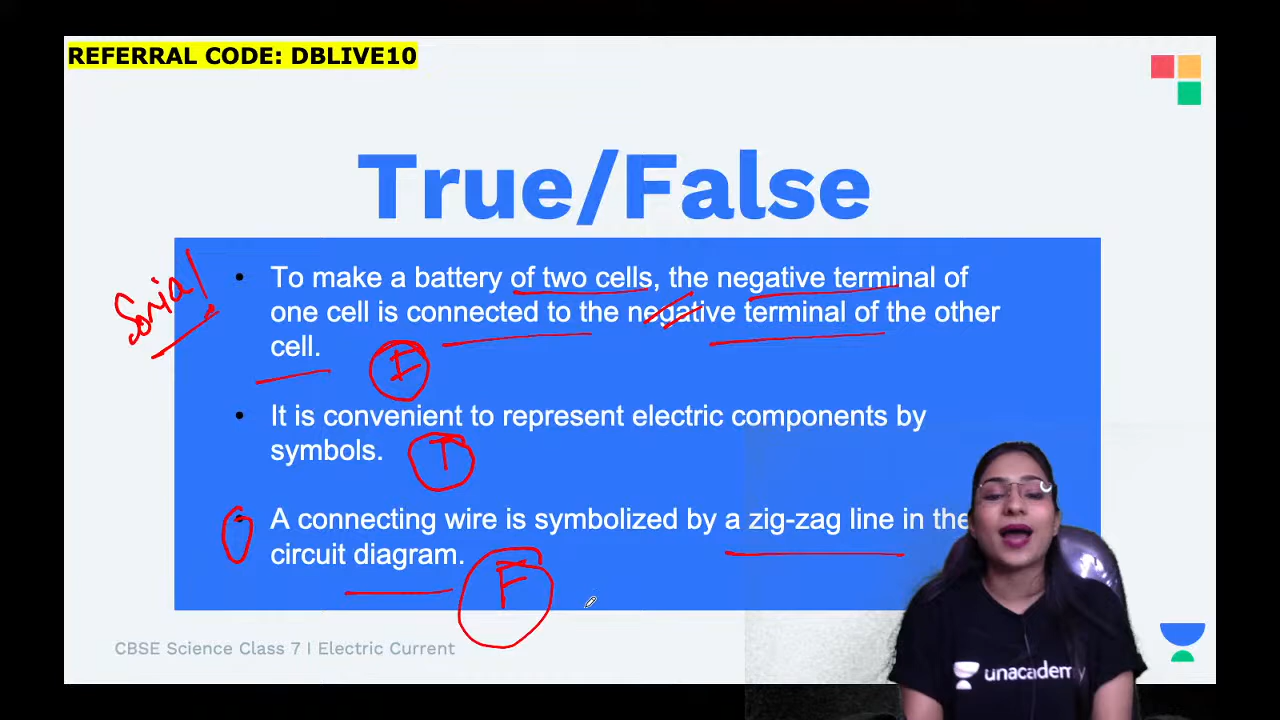 REFERRAL CODE: DBLIVE10
True/False
• To make a battery of two cells, the negative terminal of
one cell is connected to the negative terminal of the other
cell.
F
• It is convenient to represent electric components by
symbols.
T
A connecting wire is symbolized by a zig-zag line in the
circuit diagram.
F
CBSE Science Class 7 I Electric Current
unacademy